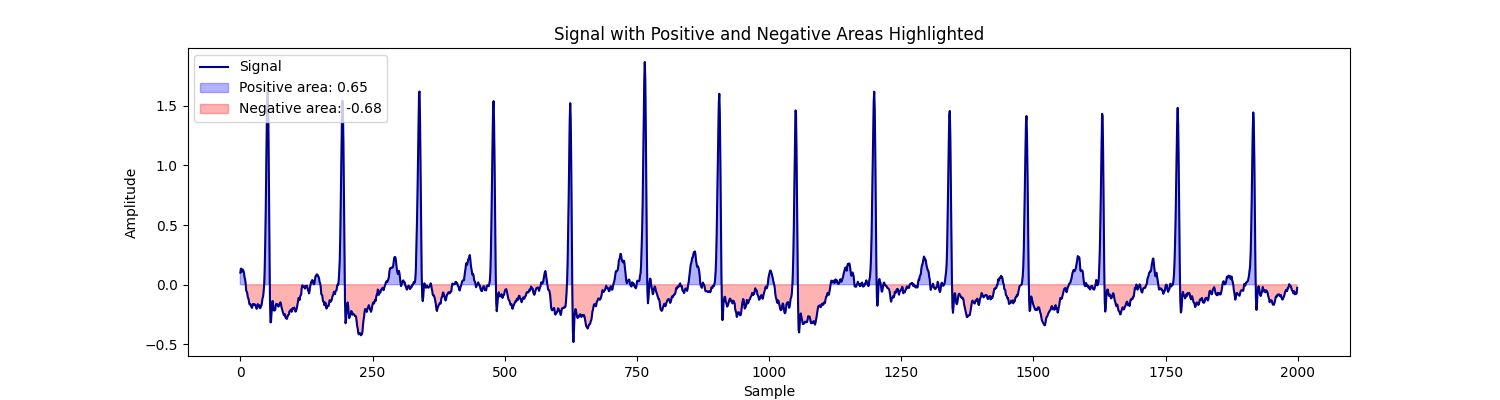 Signal with Positive and Negative Areas Highlighted
Signal
Positive area: 0.65
Negative area: -0.68
1.5
1.0
0.5
0.0
−0.5
Amplitude
0 250 500 750 1000 1250 1500 1750 2000
Sample